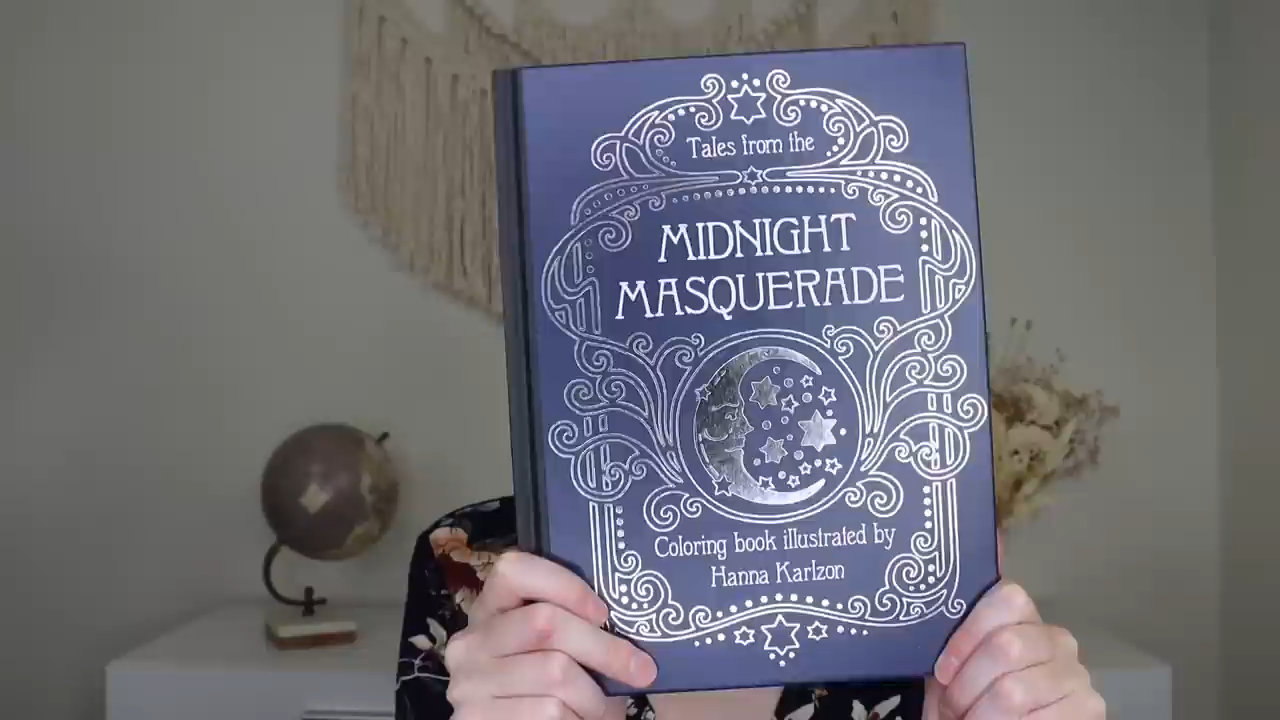 Tales from the
MIDNIGHT
MASQUERADE
Coloring book illustrated by
Hanna Karlzon